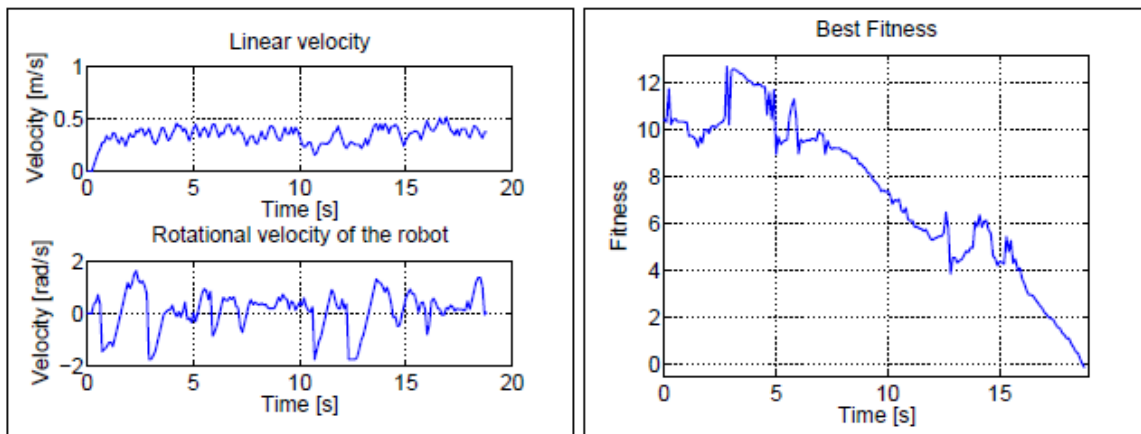 Linear velocity
Velocity [m/s]
1
0.5
0
0 5 10 15 20
Time [s]
Rotational velocity of the robot
Velocity [rad/s]
2
0
−2
0 5 10 15 20
Time [s]
Best Fitness
Fitness
12
10
8
6
4
2
0
0 5 10 15
Time [s]